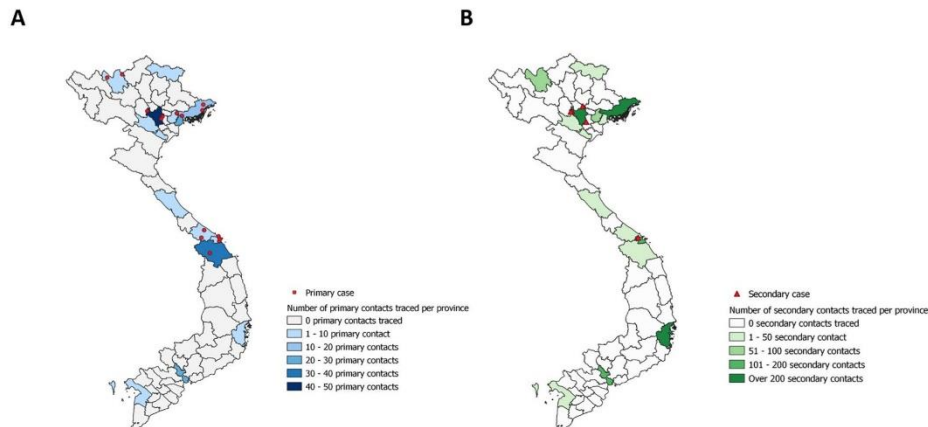 A
Primary case
Number of primary contacts traced per province
0 primary contacts traced
1 - 10 primary contact
10 - 20 primary contacts
20 - 30 primary contacts
30 - 40 primary contacts
40 - 50 primary contacts
B
Secondary case
Number of secondary contacts traced per province
0 secondary contacts traced
1 - 50 secondary contact
51 - 100 secondary contacts
101 - 200 secondary contacts
Over 200 secondary contacts